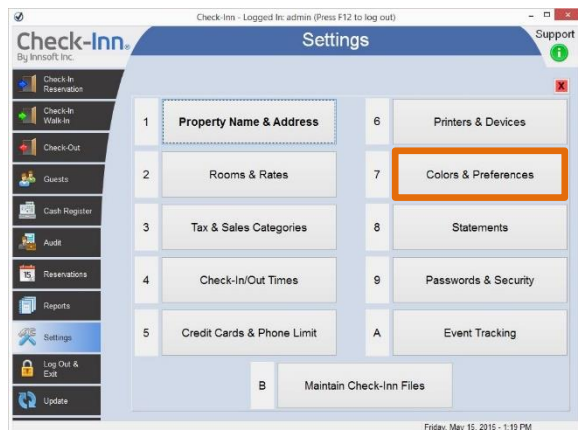 Check-Inn - Logged In: admin (Press F12 to log out)
Check-Inn®
By Innsoft Inc.
Settings
Support
Check-In
Reservation
Check-In
Walk-In
Check-Out
Guests
Cash Register
Audit
15
Reservations
Reports
Settings
Log Out &
Exit
Update
X
1 Property Name & Address
2 Rooms & Rates
3 Tax & Sales Categories
4 Check-In/Out Times
5 Credit Cards & Phone Limit
6 Printers & Devices
7 Colors & Preferences
8 Statements
9 Passwords & Security
A Event Tracking
B Maintain Check-Inn Files
Friday, May 15, 2015 - 1:19 PM